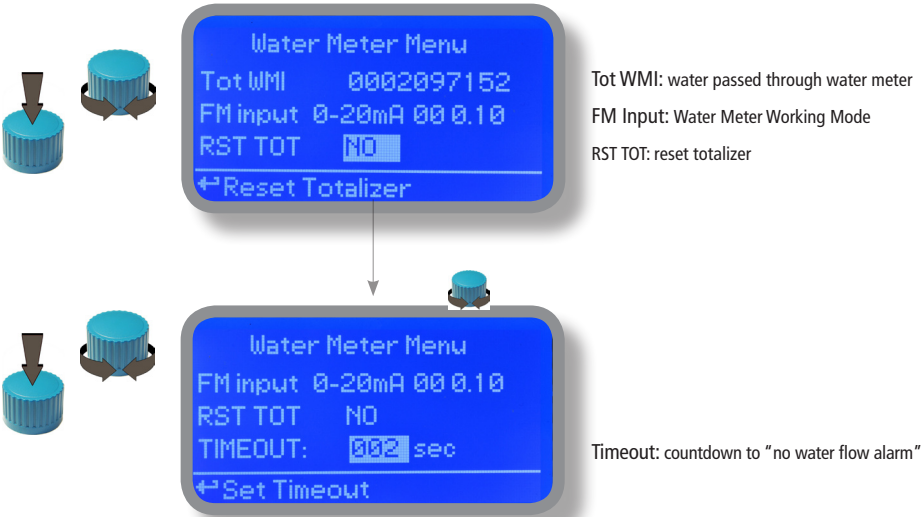 Water Meter Menu
Tot WMI 0002097152
FM input 0-20mA 00 0.10
RST TOT NO
↵Reset Totalizer
Tot WMI: water passed through water meter
FM Input: Water Meter Working Mode
RST TOT: reset totalizer
Water Meter Menu
FM input 0-20mA 00 0.10
RST TOT NO
TIMEOUT: 002 sec
↵Set Timeout
Timeout: countdown to “no water flow alarm”